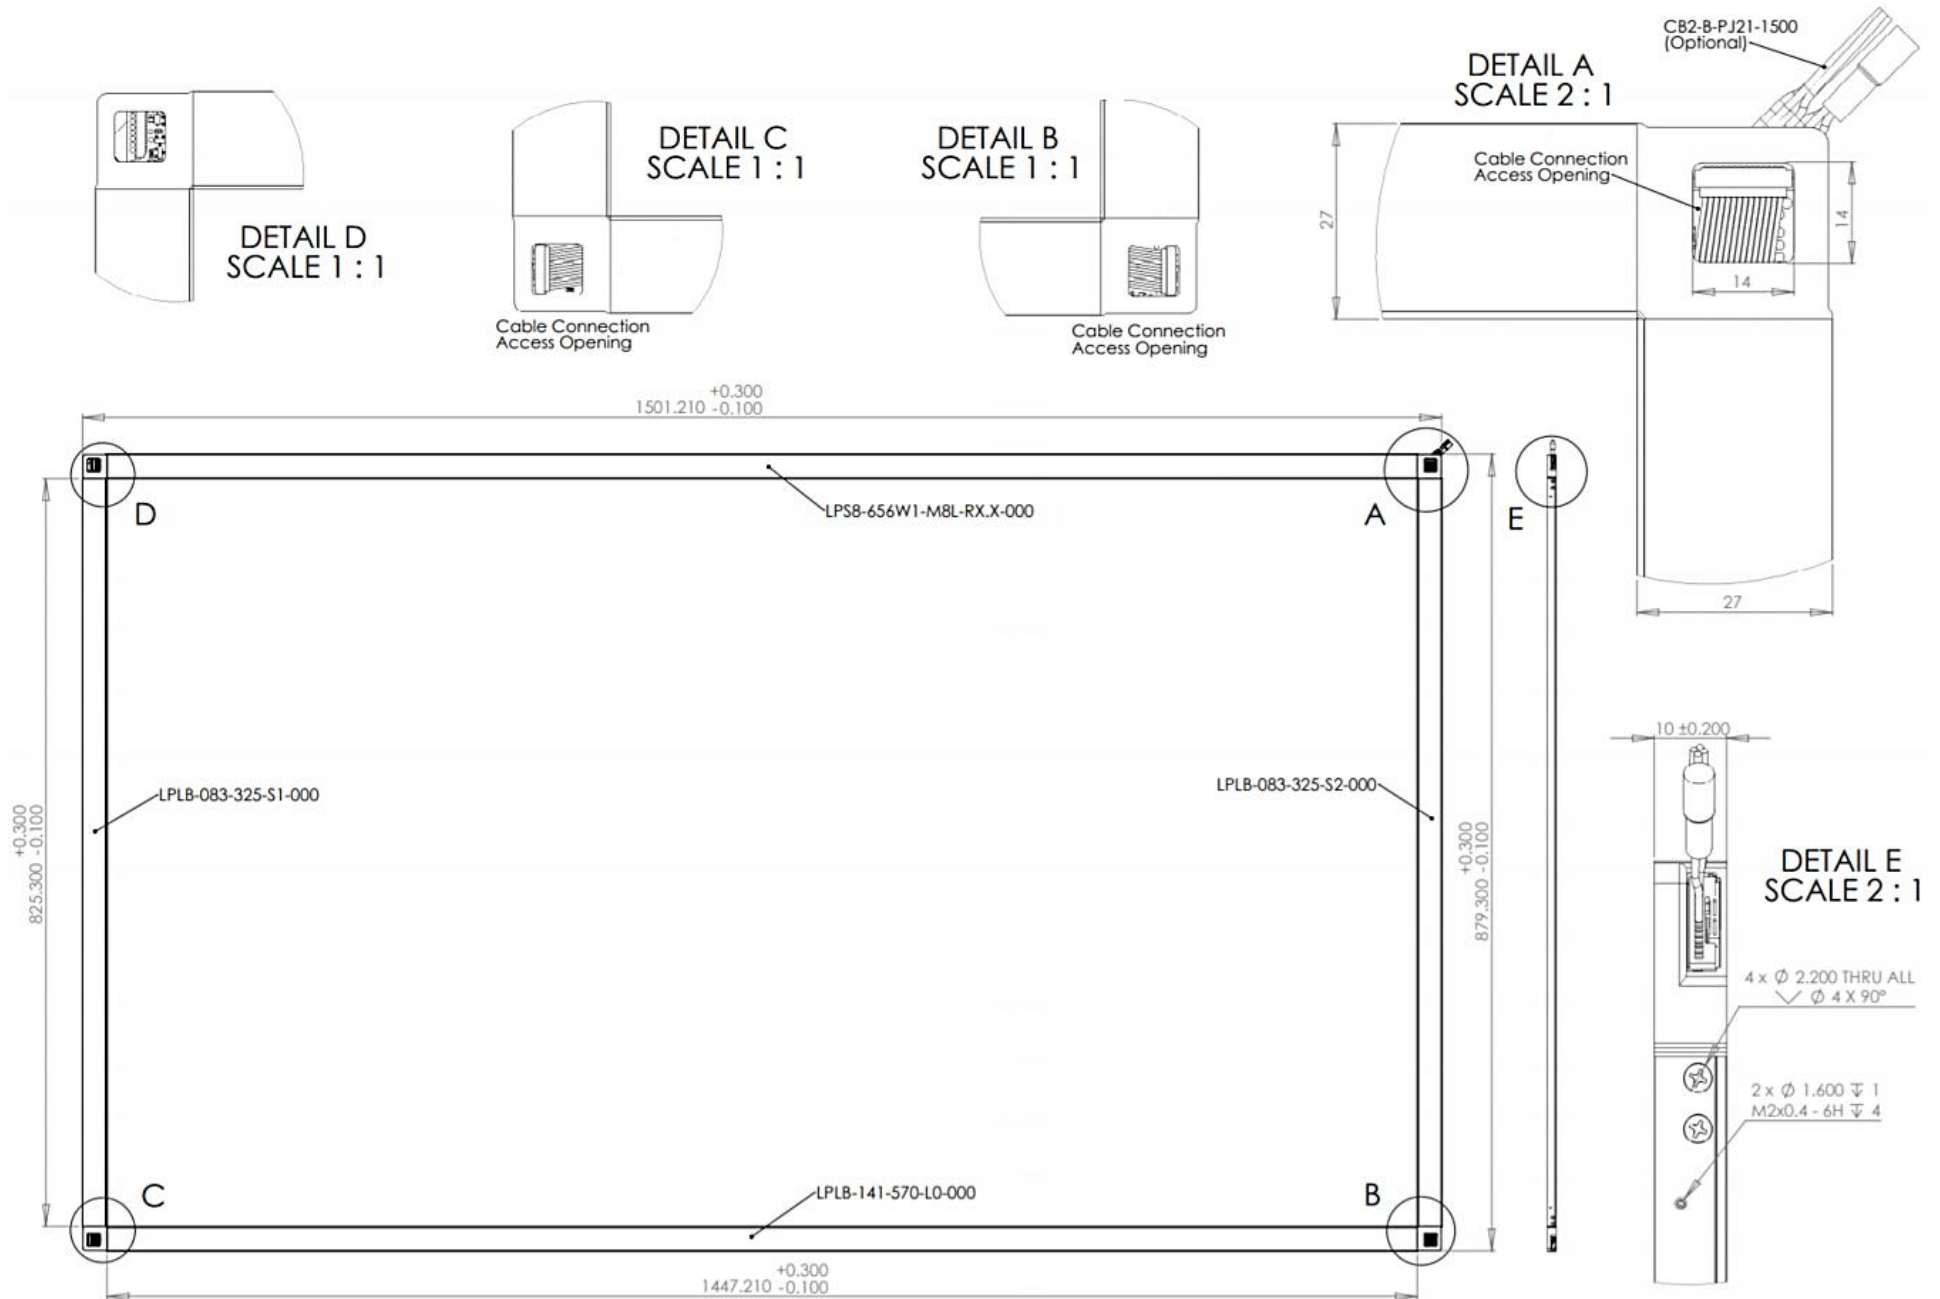 CB2-B-PJ21-1500
(Optional)
DETAIL A
SCALE 2 : 1
DETAIL C
SCALE 1 : 1
DETAIL B
SCALE 1 : 1
Cable Connection
Access Opening
27
14
14
DETAIL D
SCALE 1 : 1
Cable Connection
Access Opening
Cable Connection
Access Opening
+0.300
1501.210 -0.100
D
LPS8-656W1-M8L-RX.X-000
A
E
27
10 ±0.200
LPLB-083-325-S1-000
LPLB-083-325-S2-000
+0.300
825.300 -0.100
+0.300
879.300 -0.100
DETAIL E
SCALE 2 : 1
4 x ∅ 2.200 THRU ALL
⌵ ∅ 4 X 90°
2 x ∅ 1.600 ↧ 1
M2x0.4 - 6H ↧ 4
C
LPLB-141-570-L0-000
B
+0.300
1447.210 -0.100